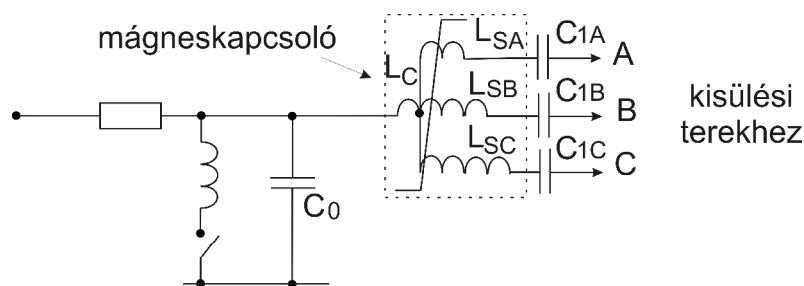 mágneskapcsoló
LC
LSA
C1A
A
LSB
C1B
B
LSC
C1C
C
kisülési
terekhez
C0